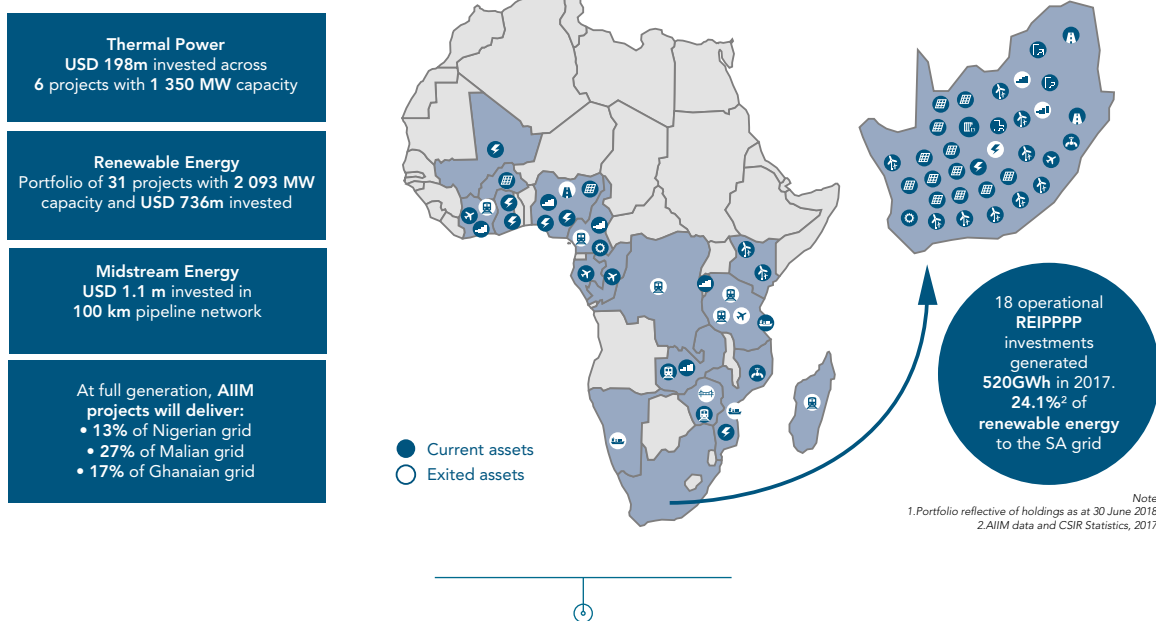 Thermal Power
USD 198m invested across
6 projects with 1 350 MW capacity
Renewable Energy
Portfolio of 31 projects with 2 093 MW
capacity and USD 736m invested
Midstream Energy
USD 1.1 m invested in
100 km pipeline network
At full generation, AIIM
projects will deliver:
• 13% of Nigerian grid
• 27% of Malian grid
• 17% of Ghanaian grid
Current assets
Exited assets
18 operational
REIPPPP
investments
generated
520GWh in 2017.
24.1%² of
renewable energy
to the SA grid
Note
1.Portfolio reflective of holdings as at 30 June 2018
2.AIIM data and CSIR Statistics, 2017